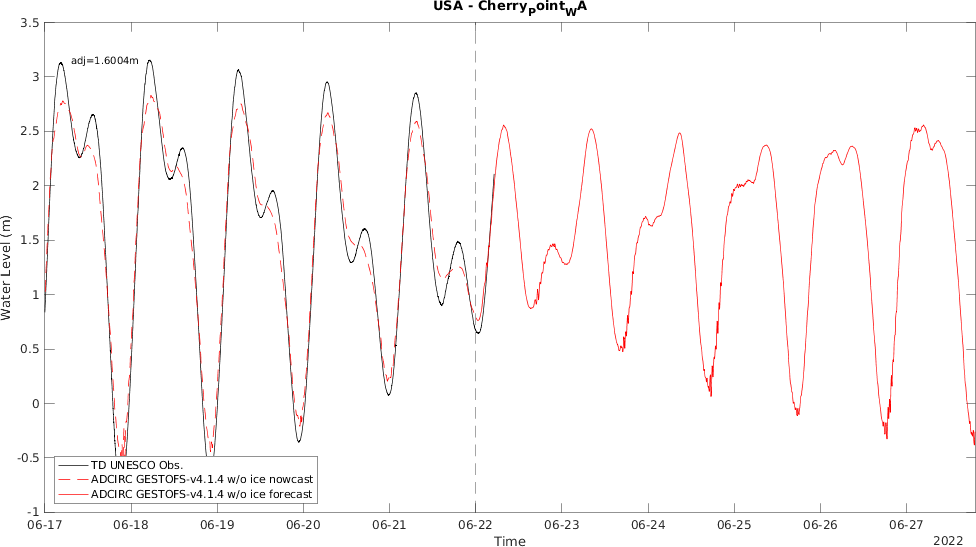 USA - CherryPointWA
adj=1.6004m
3.5
3
2.5
2
1.5
1
0.5
0
-0.5
-1
Water Level (m)
TD UNESCO Obs.
ADCIRC GESTOFS-v4.1.4 w/o ice nowcast
ADCIRC GESTOFS-v4.1.4 w/o ice forecast
06-17 06-18 06-19 06-20 06-21 06-22 06-23 06-24 06-25 06-26 06-27
Time
2022